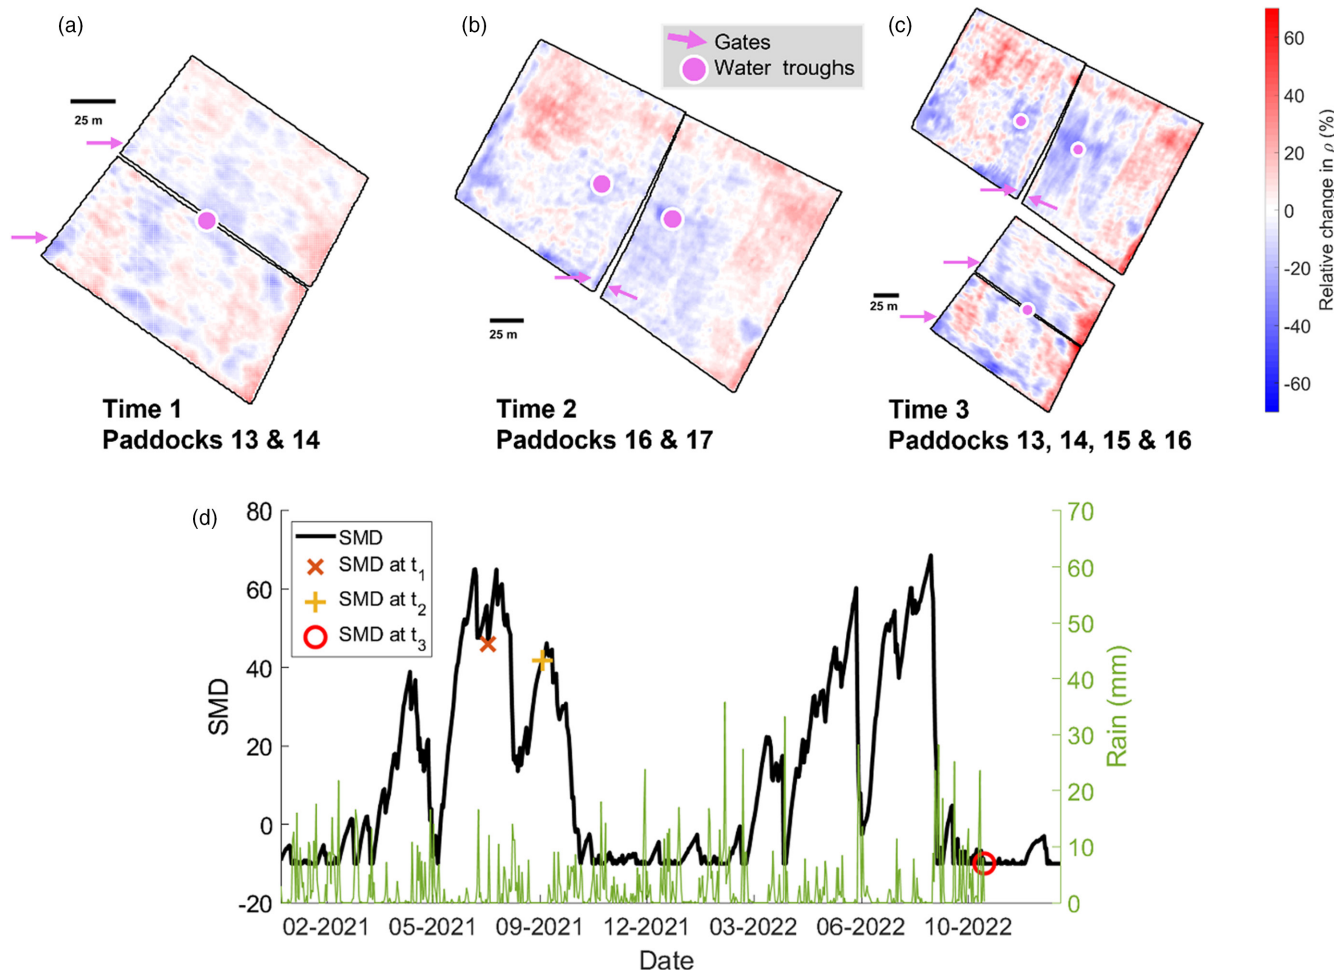 (a)
(b)
(c)
Gates
Water troughs
25 m
25 m
25 m
60
40
20
0
-20
-40
-60
Relative change in ρ (%)
Time 1
Paddocks 13 & 14
Time 2
Paddocks 16 & 17
Time 3
Paddocks 13, 14, 15 & 16
(d)
SMD
SMD at t1
SMD at t2
SMD at t3
80
60
40
20
0
-20
SMD
70
60
50
40
30
20
10
0
Rain (mm)
02-2021
05-2021
09-2021
12-2021
03-2022
06-2022
10-2022
Date